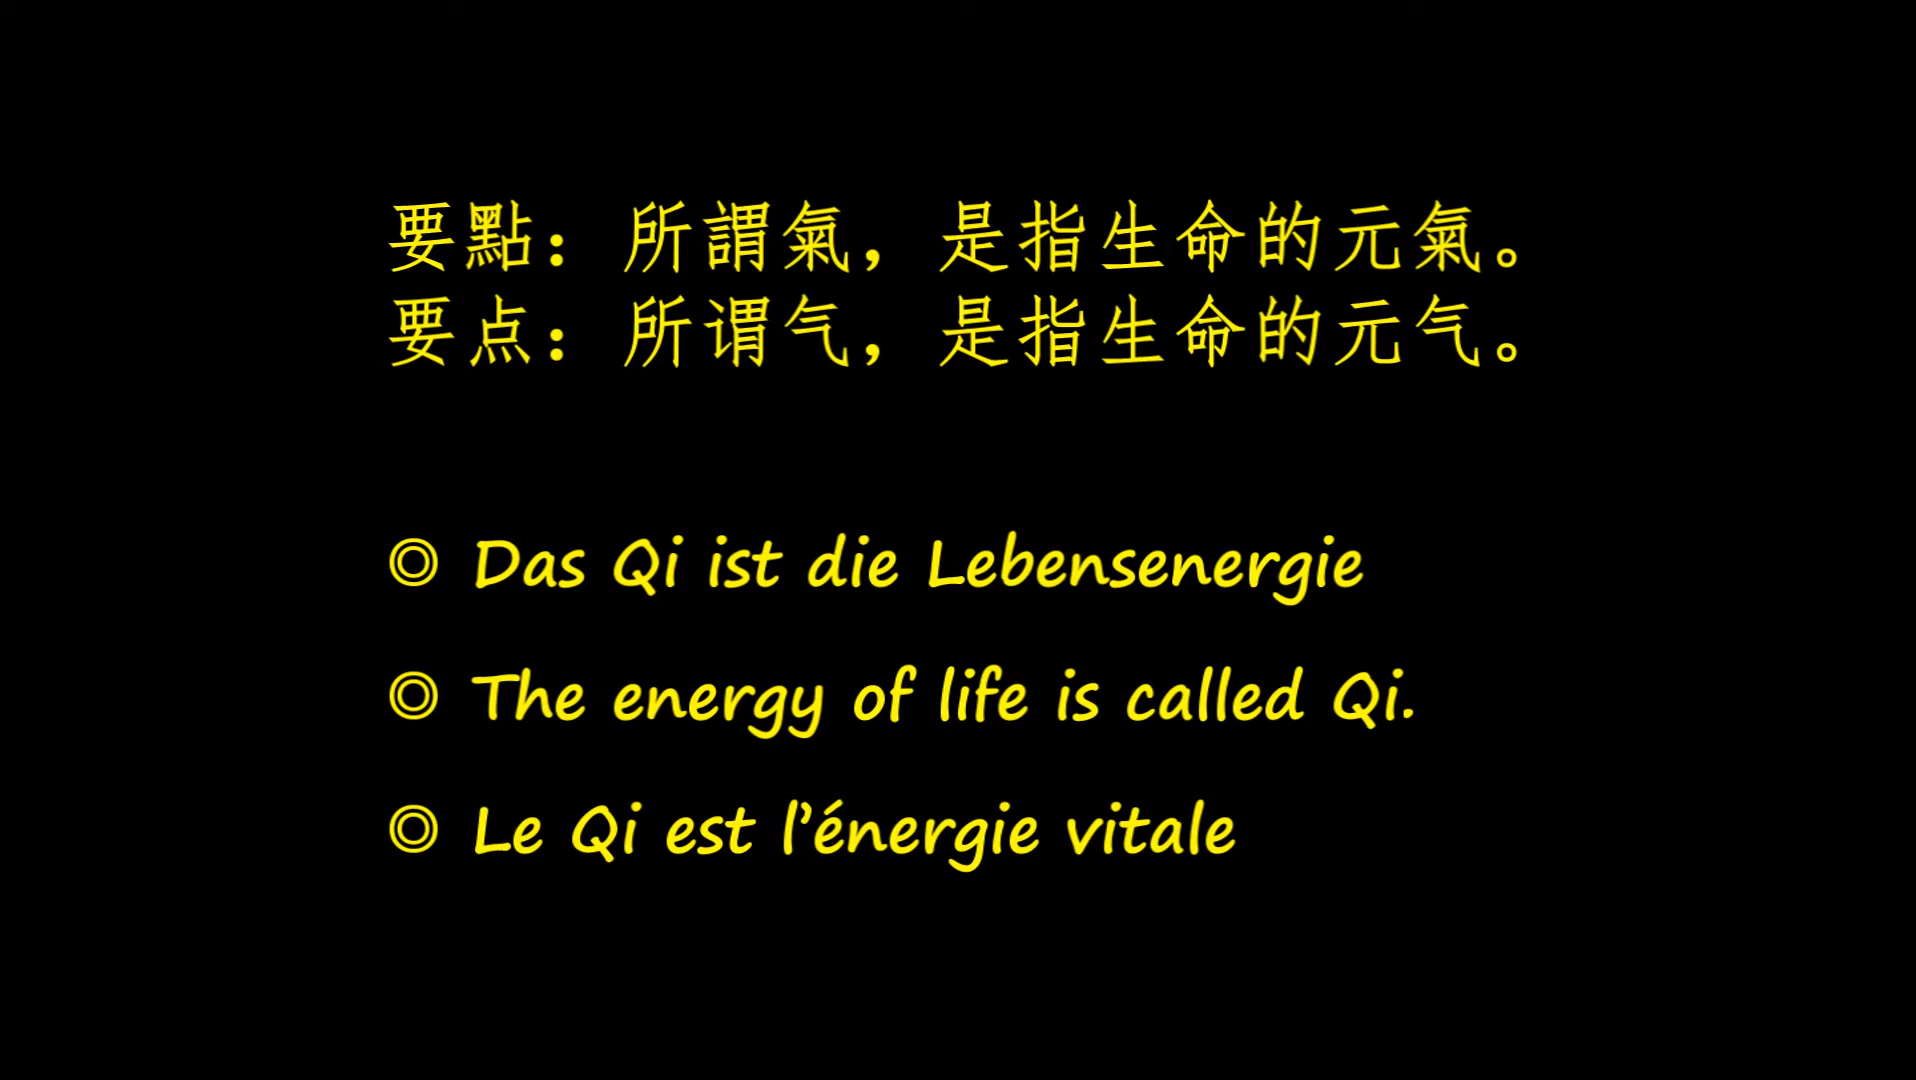 要點：所謂氣，是指生命的元氣。
要点：所谓气，是指生命的元气。
◎ Das Qi ist die Lebensenergie
◎ The energy of life is called Qi.
◎ Le Qi est l’énergie vitale